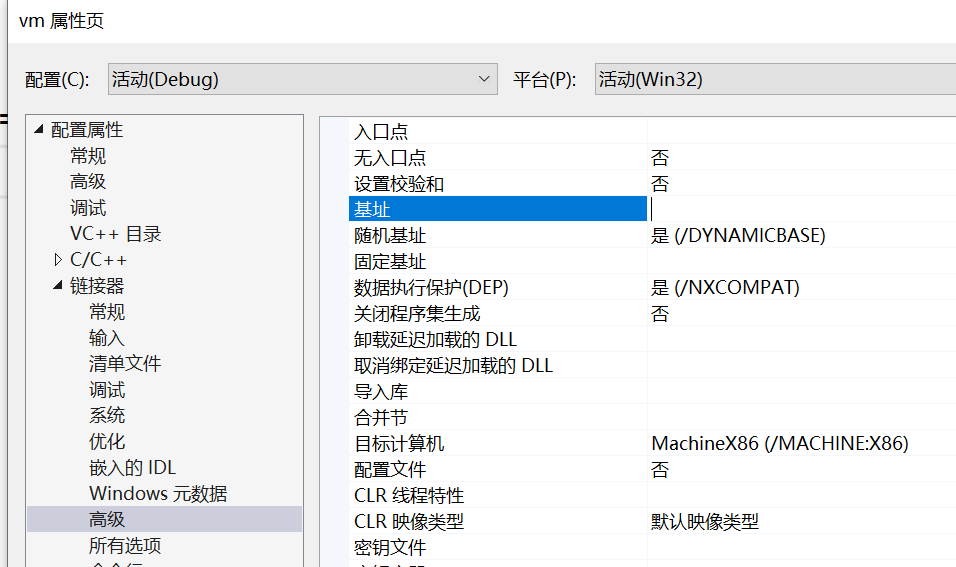 vm 属性页
配置(C): 活动(Debug) 平台(P): 活动(Win32)
配置属性
常规
高级
调试
VC++ 目录
C/C++
链接器
常规
输入
清单文件
调试
系统
优化
嵌入的 IDL
Windows 元数据
高级
所有选项
入口点
无入口点 否
设置校验和 否
基址
随机基址 是 (/DYNAMICBASE)
固定基址
数据执行保护(DEP) 是 (/NXCOMPAT)
关闭程序集生成 否
卸载延迟加载的 DLL
取消绑定延迟加载的 DLL
导入库
合并节
目标计算机 MachineX86 (/MACHINE:X86)
配置文件 否
CLR 线程特性
CLR 映像类型 默认映像类型
密钥文件